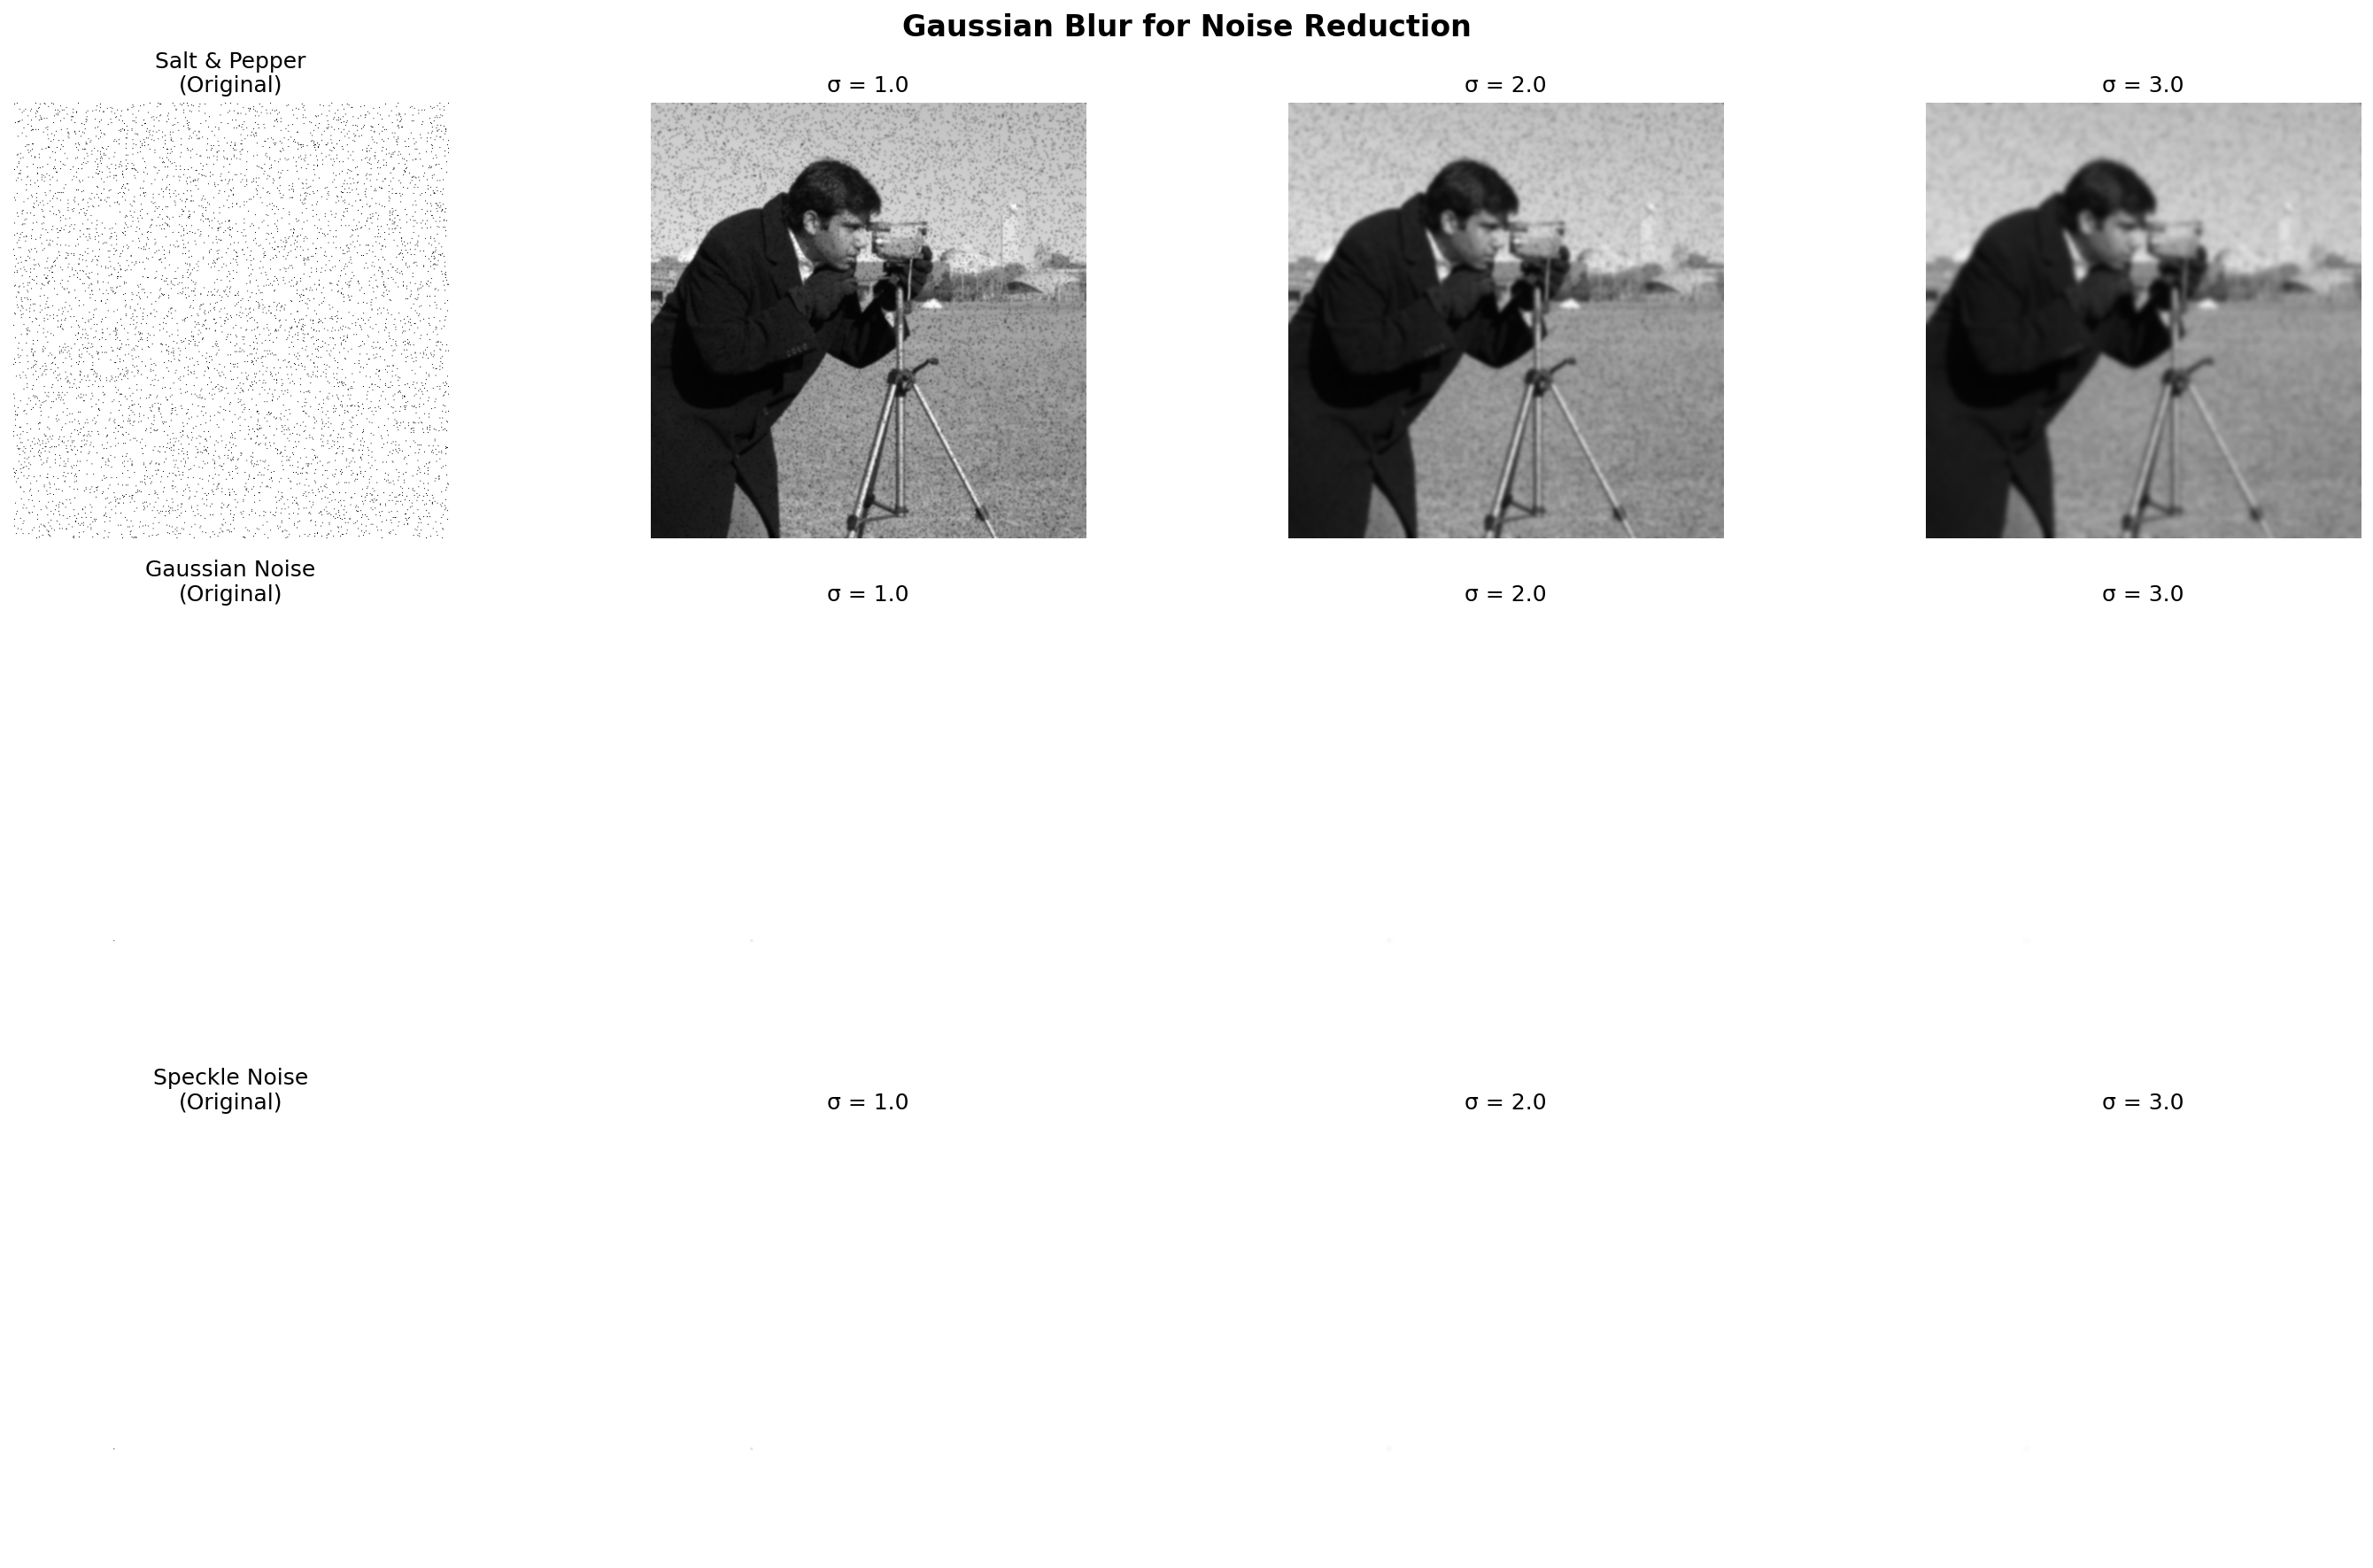 Gaussian Blur for Noise Reduction
Salt & Pepper
(Original)
σ = 1.0
σ = 2.0
σ = 3.0
Gaussian Noise
(Original)
σ = 1.0
σ = 2.0
σ = 3.0
Speckle Noise
(Original)
σ = 1.0
σ = 2.0
σ = 3.0